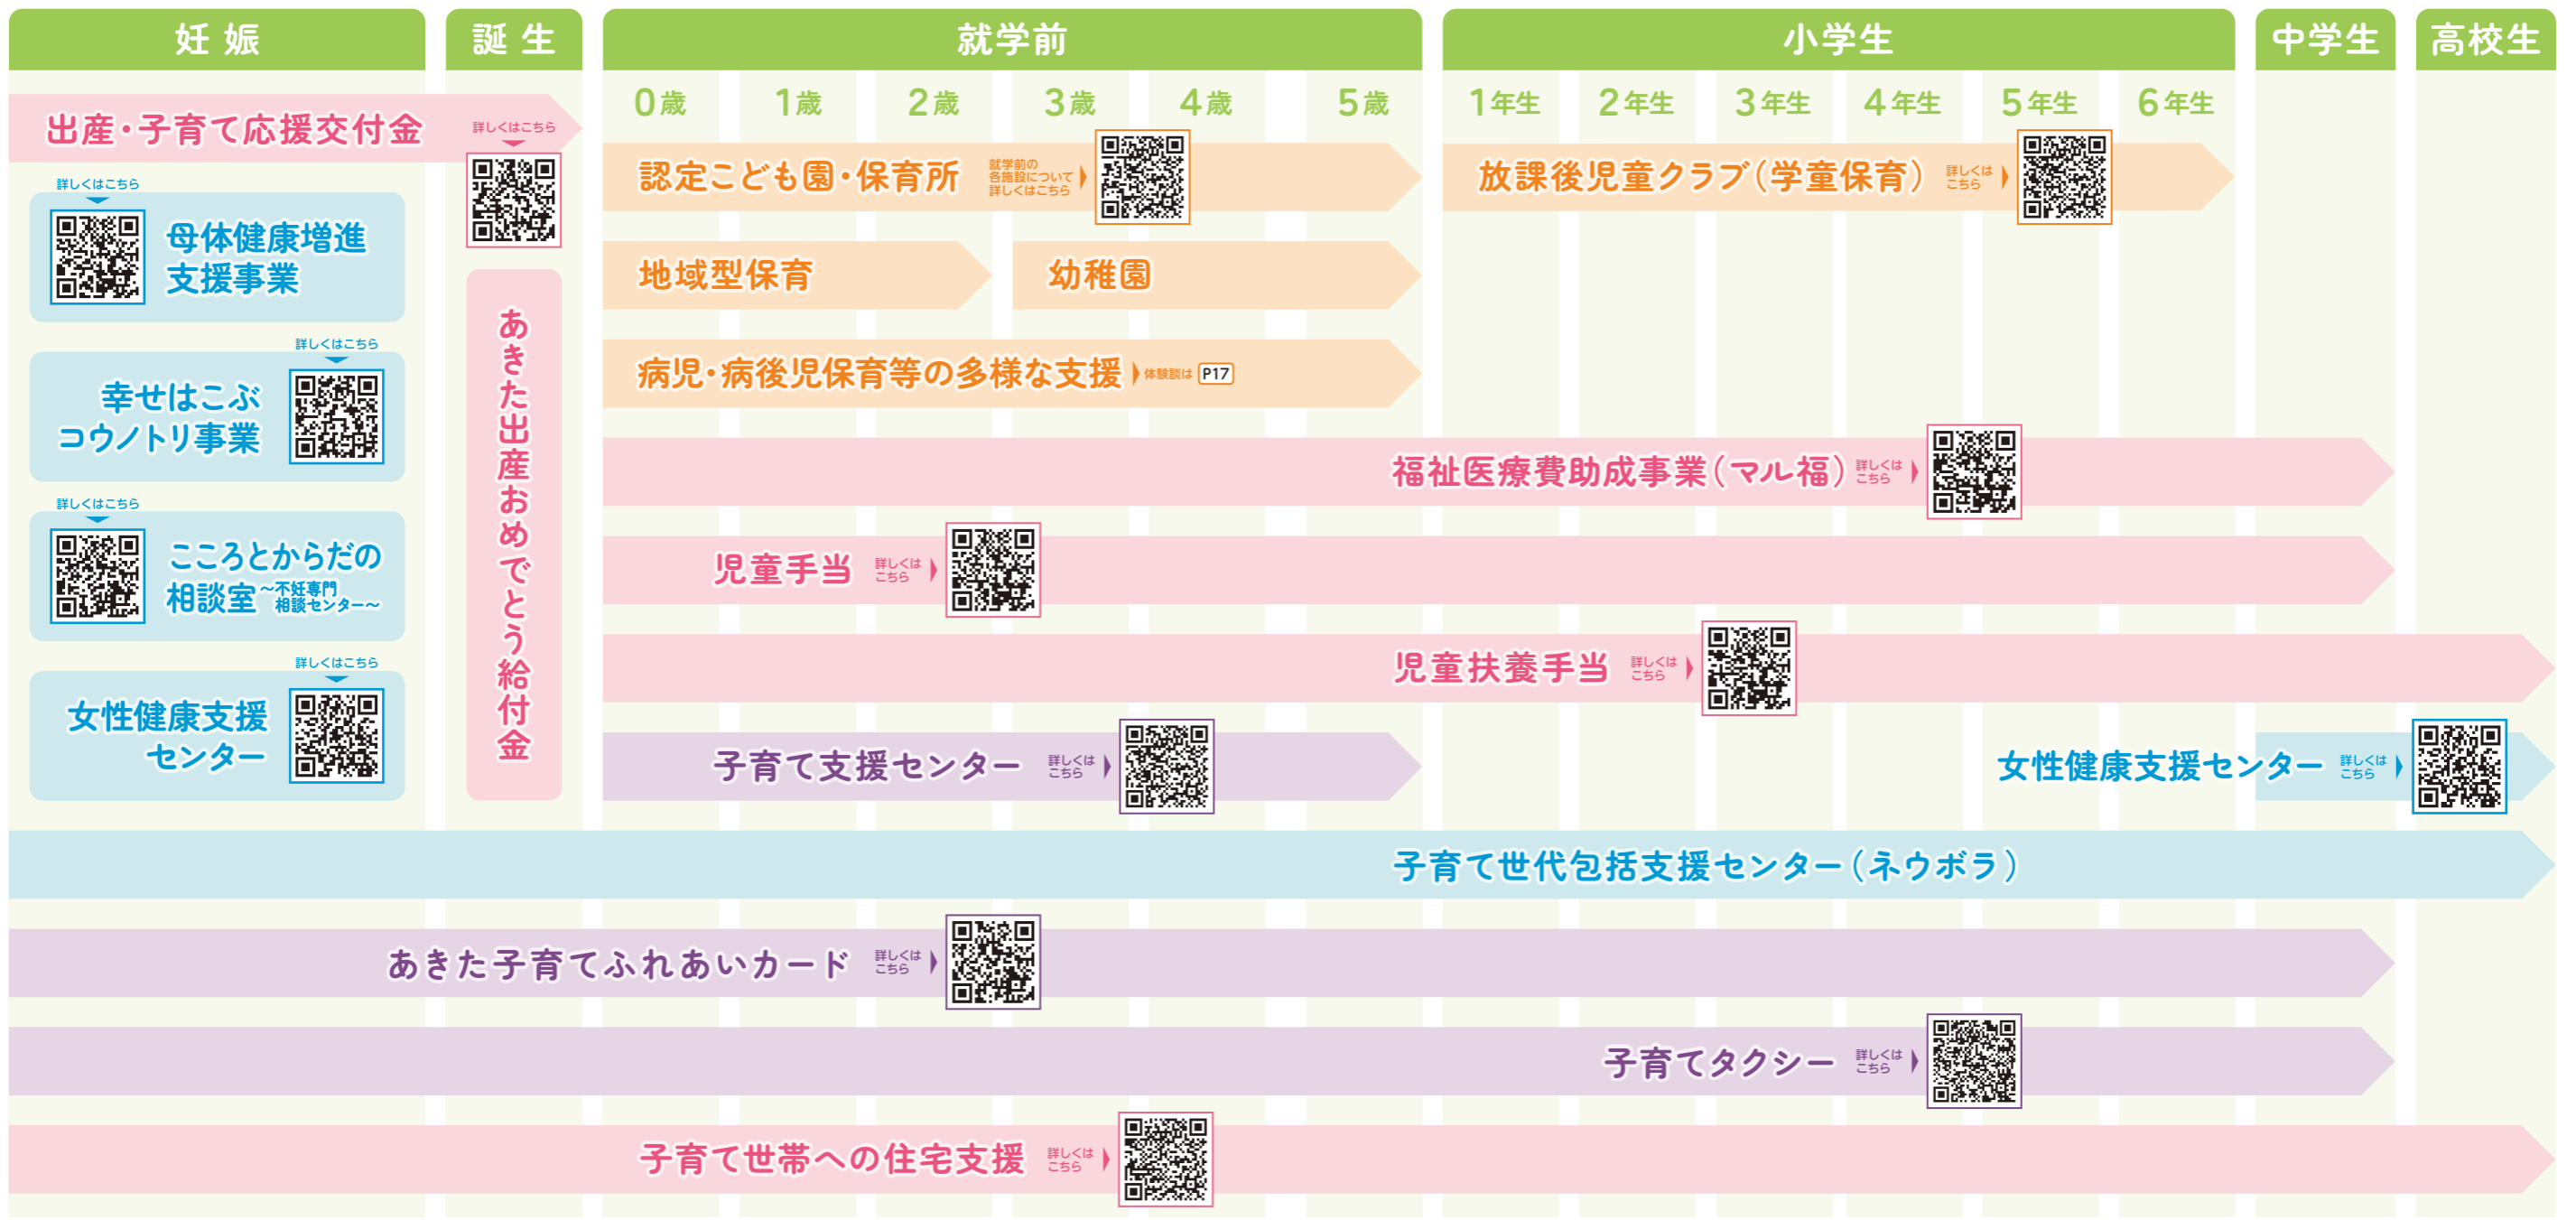 妊娠
誕生
就学前
小学生
中学生
高校生
0歳
1歳
2歳
3歳
4歳
5歳
1年生
2年生
3年生
4年生
5年生
6年生
出産・子育て応援交付金
詳しくはこちら
詳しくはこちら
母体健康増進
支援事業
詳しくはこちら
幸せはこぶ
コウノトリ事業
詳しくはこちら
こころとからだの
相談室～不妊専門
相談センター～
詳しくはこちら
女性健康支援
センター
あきた出産おめでとう給付金
認定こども園・保育所
就学前の
各施設について
詳しくはこちら
放課後児童クラブ（学童保育）
詳しくは
こちら
地域型保育
幼稚園
病児・病後児保育等の多様な支援
体験談は P17
福祉医療費助成事業（マル福）
詳しくは
こちら
児童手当
詳しくは
こちら
児童扶養手当
詳しくは
こちら
子育て支援センター
詳しくは
こちら
女性健康支援センター
詳しくは
こちら
子育て世代包括支援センター（ネウボラ）
あきた子育てふれあいカード
詳しくは
こちら
子育てタクシー
詳しくは
こちら
子育て世帯への住宅支援
詳しくは
こちら